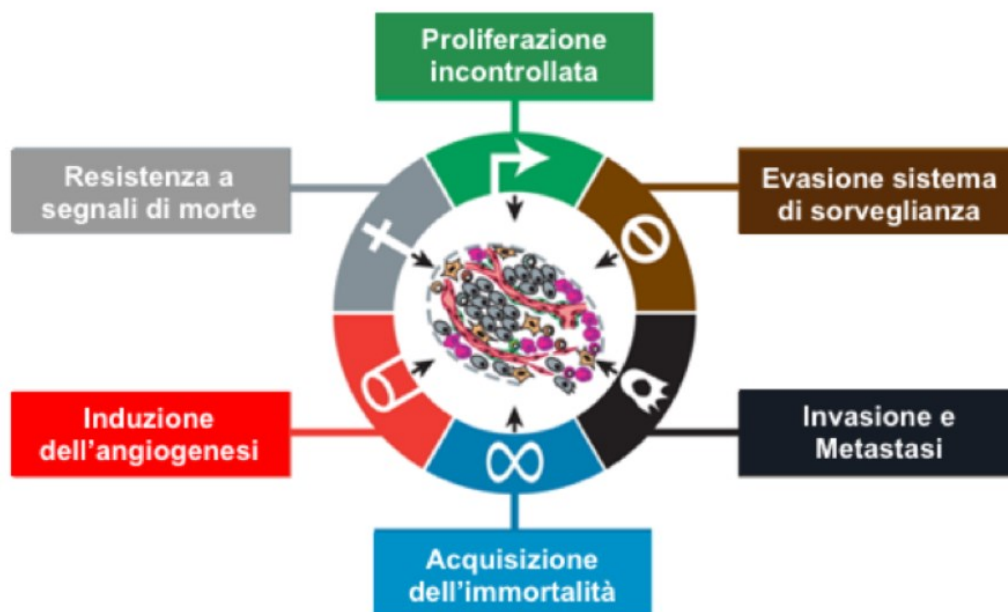 Proliferazione
incontrollata
Resistenza a
segnali di morte
Evasione sistema
di sorveglianza
Induzione
dell'angiogenesi
Invasione e
Metastasi
Acquisizione
dell'immortalità